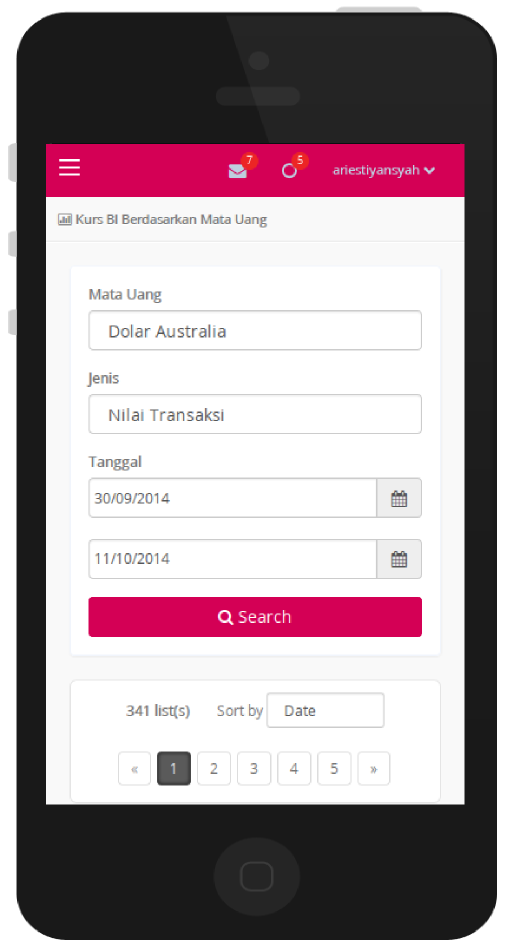 7
5
ariestiyansyah
Kurs BI Berdasarkan Mata Uang
Mata Uang
Dolar Australia
Jenis
Nilai Transaksi
Tanggal
30/09/2014
11/10/2014
Search
341 list(s) Sort by Date
« 1 2 3 4 5 »